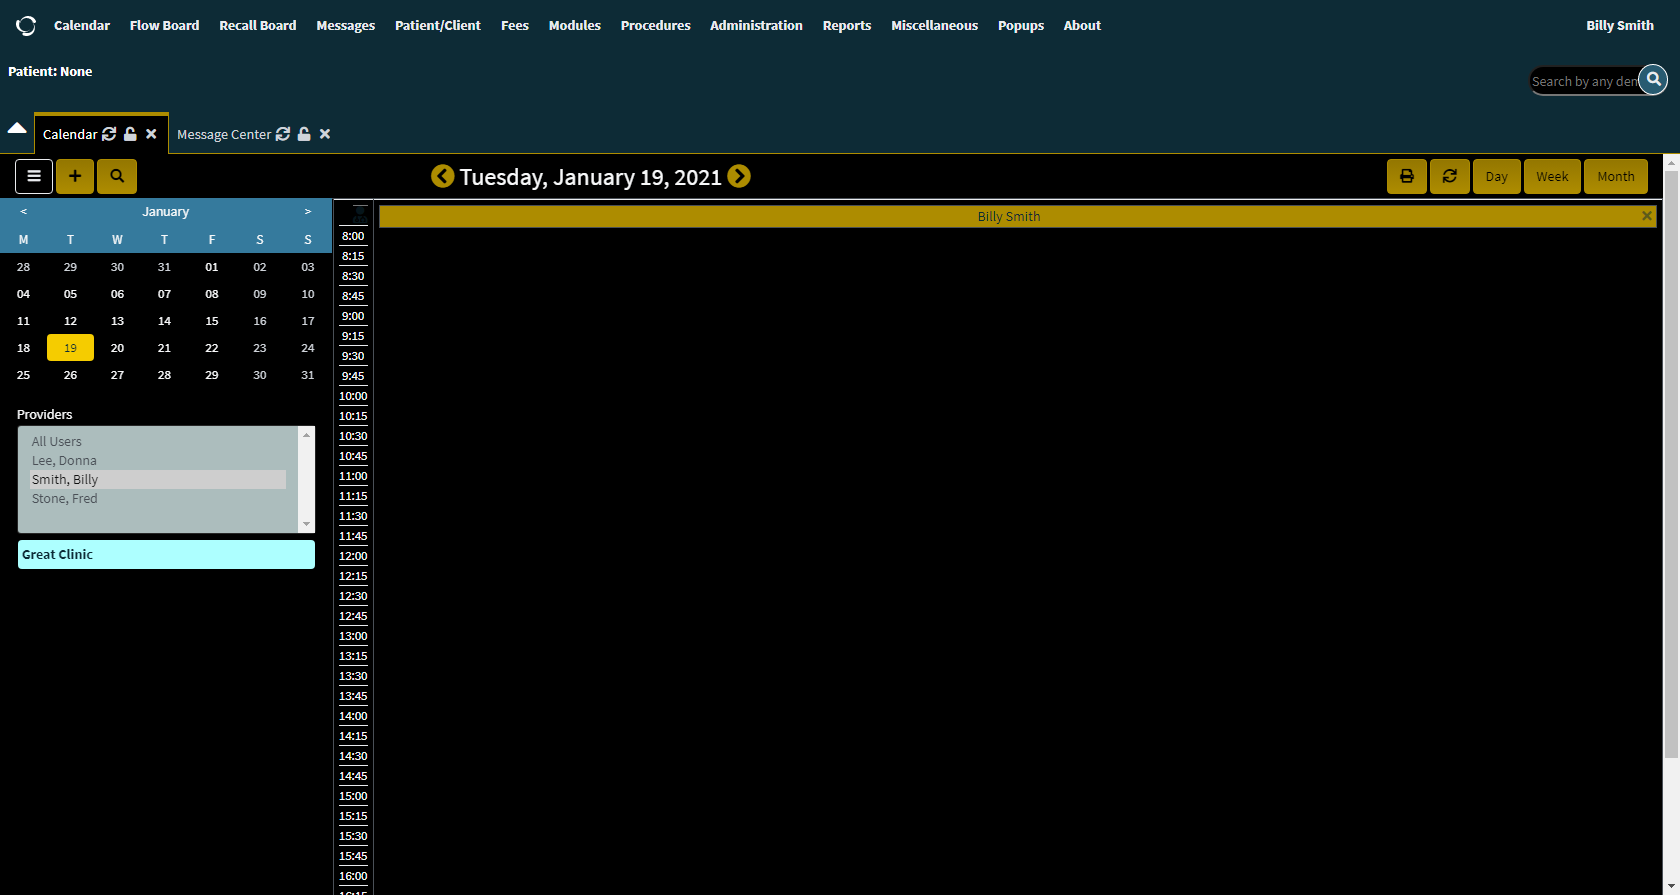 Calendar Flow Board Recall Board Messages Patient/Client Fees Modules Procedures Administration Reports Miscellaneous Popups About Billy Smith
Patient: None
Search by any dem
Calendar Message Center
Tuesday, January 19, 2021 Day Week Month
< January >
M T W T F S S
28 29 30 31 01 02 03
04 05 06 07 08 09 10
11 12 13 14 15 16 17
18 19 20 21 22 23 24
25 26 27 28 29 30 31
Providers
All Users
Lee, Donna
Smith, Billy
Stone, Fred
Great Clinic
Billy Smith
8:00
8:15
8:30
8:45
9:00
9:15
9:30
9:45
10:00
10:15
10:30
10:45
11:00
11:15
11:30
11:45
12:00
12:15
12:30
12:45
13:00
13:15
13:30
13:45
14:00
14:15
14:30
14:45
15:00
15:15
15:30
15:45
16:00
16:15